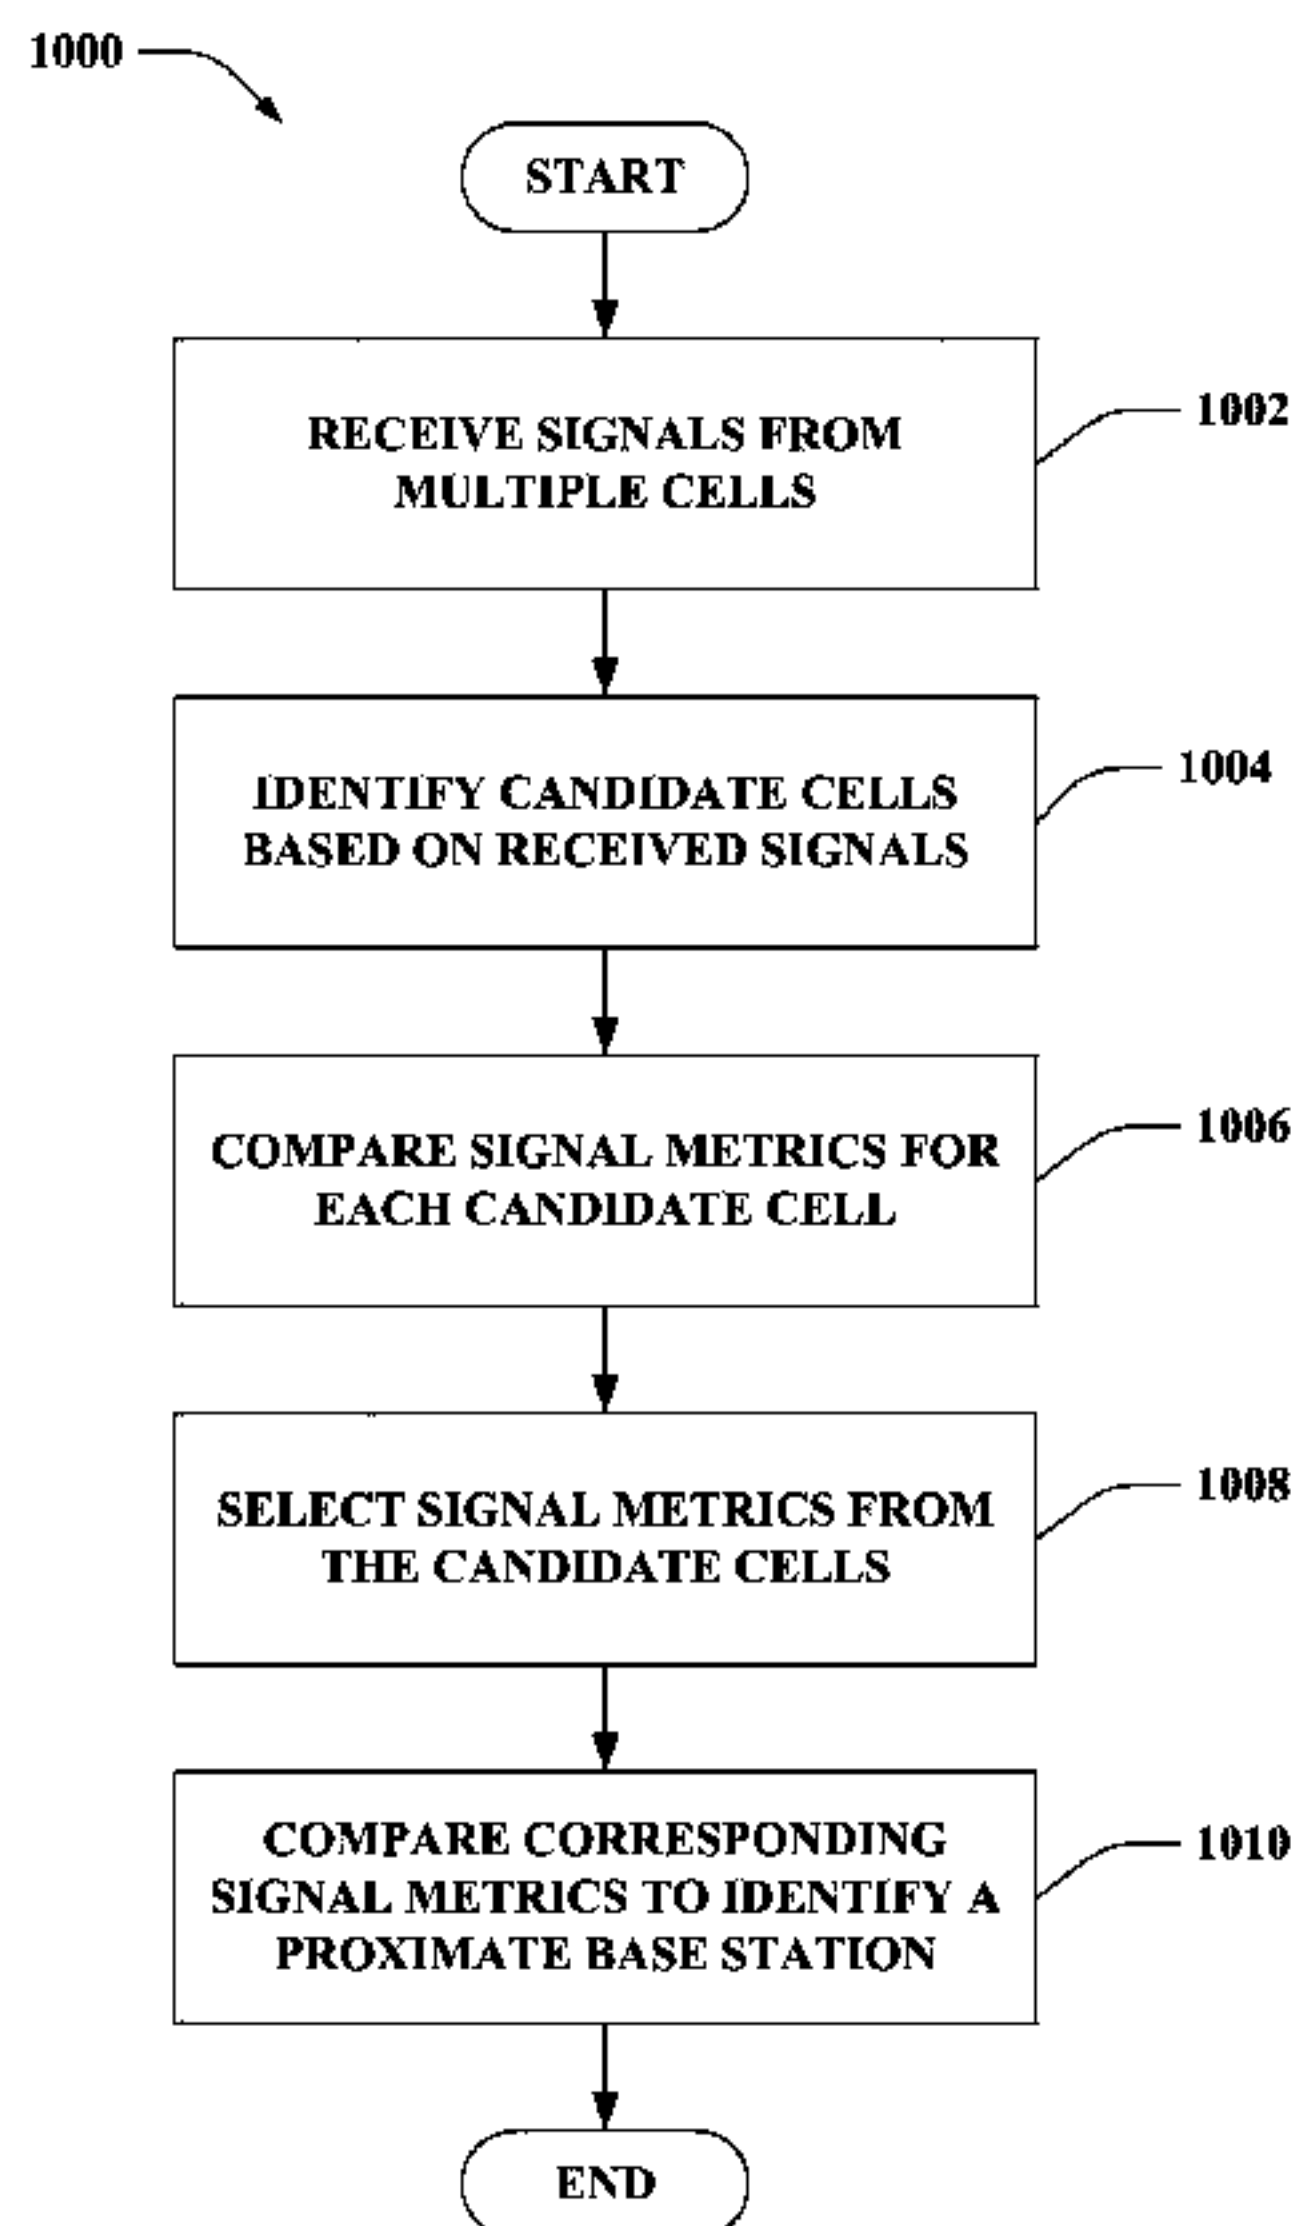 1000
START
RECEIVE SIGNALS FROM
MULTIPLE CELLS
1002
IDENTIFY CANDIDATE CELLS
BASED ON RECEIVED SIGNALS
1004
COMPARE SIGNAL METRICS FOR
EACH CANDIDATE CELL
1006
SELECT SIGNAL METRICS FROM
THE CANDIDATE CELLS
1008
COMPARE CORRESPONDING
SIGNAL METRICS TO IDENTIFY A
PROXIMATE BASE STATION
1010
END